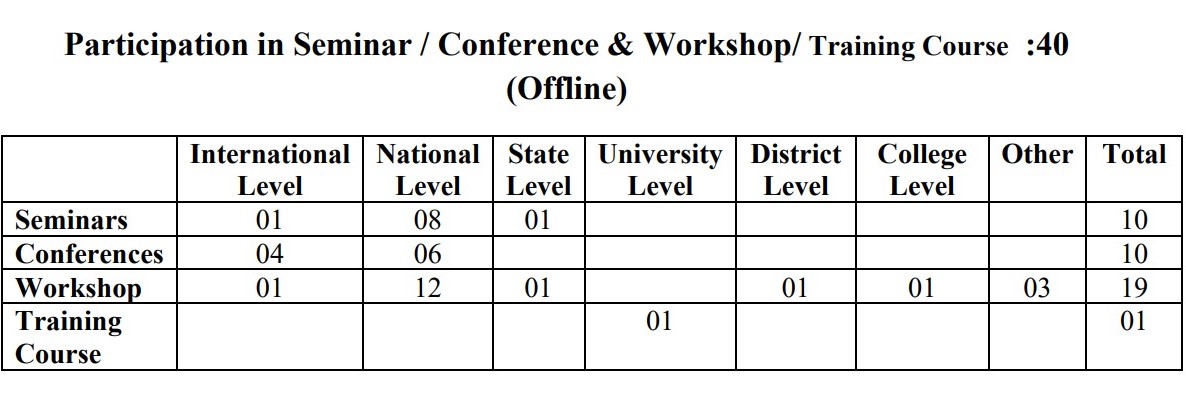 Participation in Seminar / Conference & Workshop/ Training Course :40
(Offline)
International Level National Level State Level University Level District Level College Level Other Total
Seminars 01 08 01 10
Conferences 04 06 10
Workshop 01 12 01 01 01 03 19
Training Course 01 01